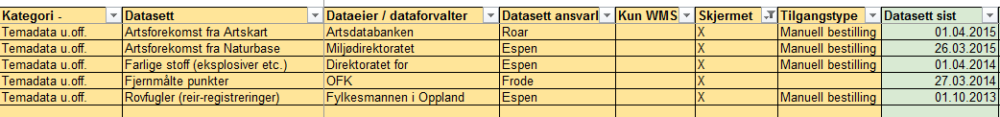 Kategori - Datasett Dataeier / dataforvalter Datasett ansvarl Kun WMS Skjermet Tilgangstype Datasett sist
Temadata u.off. Artsforekomst fra Artskart Artsdatabanken Roar X Manuell bestilling 01.04.2015
Temadata u.off. Artsforekomst fra Naturbase Miljødirektoratet Espen X Manuell bestilling 26.03.2015
Temadata u.off. Farlige stoff (eksplosiver etc.) Direktoratet for Espen X Manuell bestilling 01.04.2014
Temadata u.off. Fjernmålte punkter OFK Frode X 27.03.2014
Temadata u.off. Rovfugler (reir-registreringer) Fylkesmannen i Oppland Espen X Manuell bestilling 01.10.2013